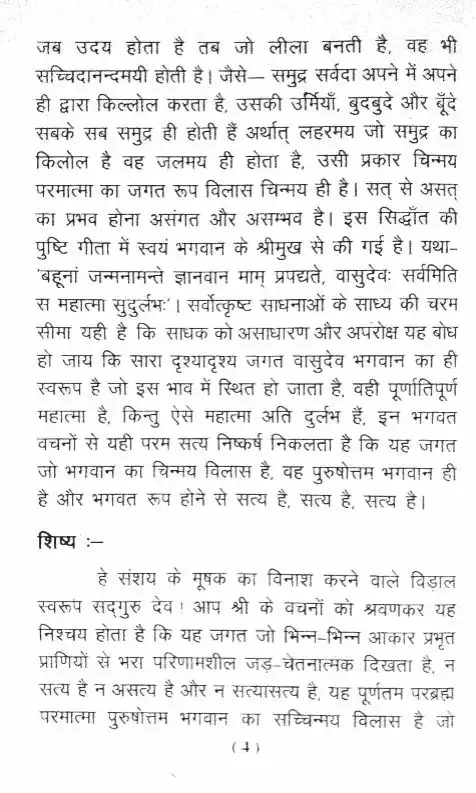 जब उदय होता है तब जो लीला बनती है, वह भी
सच्चिदानन्दमयी होती है। जैसे— समुद्र सर्वदा अपने में अपने
ही द्वारा किल्लोल करता है, उसकी उर्मियाँ, बुदबुदे और बूँदे
सबके सब समुद्र ही होती हैं अर्थात् लहरमय जो समुद्र का
किलोल है वह जलमय ही होता है, उसी प्रकार चिन्मय
परमात्मा का जगत रूप विलास चिन्मय ही है। सत् से असत्
का प्रभव होना असंगत और असम्भव है। इस सिद्धाँत की
पुष्टि गीता में स्वयं भगवान के श्रीमुख से की गई है। यथा-
'बहूनां जन्मनामन्ते ज्ञानवान माम् प्रपद्यते, वासुदेवः सर्वमिति
स महात्मा सुदुर्लभः'। सर्वोत्कृष्ट साधनाओं के साध्य की चरम
सीमा यही है कि साधक को असाधारण और अपरोक्ष यह बोध
हो जाय कि सारा दृश्यादृश्य जगत वासुदेव भगवान का ही
स्वरूप है जो इस भाव में स्थित हो जाता है, वही पूर्णातिपूर्ण
महात्मा है, किन्तु ऐसे महात्मा अति दुर्लभ हैं, इन भगवत
वचनों से यही परम सत्य निष्कर्ष निकलता है कि यह जगत
जो भगवान का चिन्मय विलास है, वह पुरुषोत्तम भगवान ही
है और भगवत रूप होने से सत्य है, सत्य है, सत्य है।
शिष्य :–
हे संशय के मूषक का विनाश करने वाले विड़ाल
स्वरूप सद्‌गुरु देव! आप श्री के वचनों को श्रवणकर यह
निश्चय होता है कि यह जगत जो भिन्न-भिन्न आकार प्रभृत
प्राणियों से भरा परिणामशील जड़-चेतनात्मक दिखता है, न
सत्य है न असत्य है और न सत्यासत्य है, यह पूर्णतम परब्रह्म
परमात्मा पुरुषोत्तम भगवान का सच्चिन्मय विलास है जो
(4)